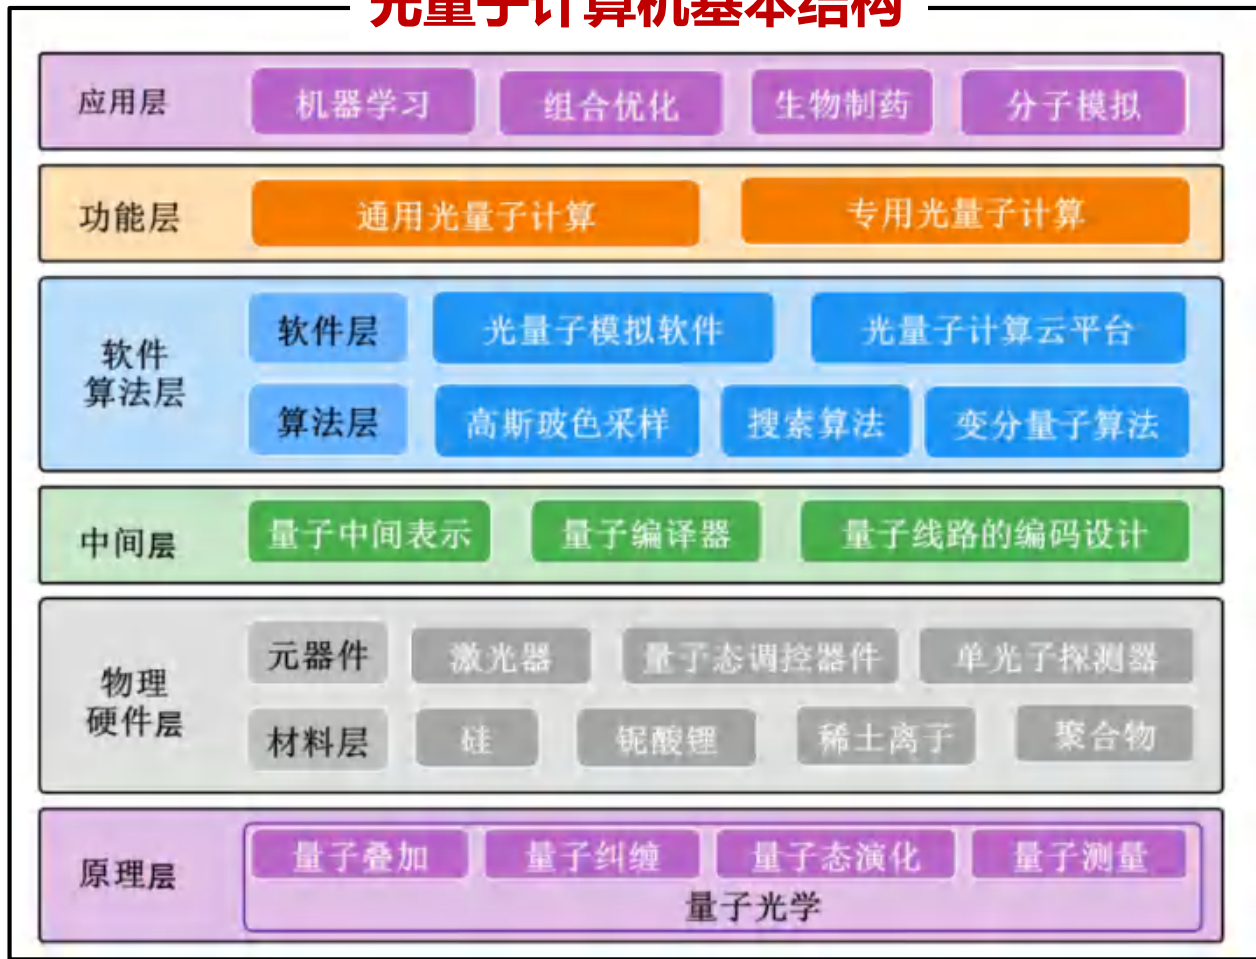 光量子计算机基本结构
应用层 机器学习 组合优化 生物制药 分子模拟
功能层 通用光量子计算 专用光量子计算
软件
算法层
软件层 光量子模拟软件 光量子计算云平台
算法层 高斯玻色采样 搜索算法 变分量子算法
中间层 量子中间表示 量子编译器 量子线路的编码设计
物理
硬件层
元器件 激光器 量子态调控器件 单光子探测器
材料层 硅 铌酸锂 稀土离子 聚合物
原理层 量子叠加 量子纠缠 量子态演化 量子测量
量子光学